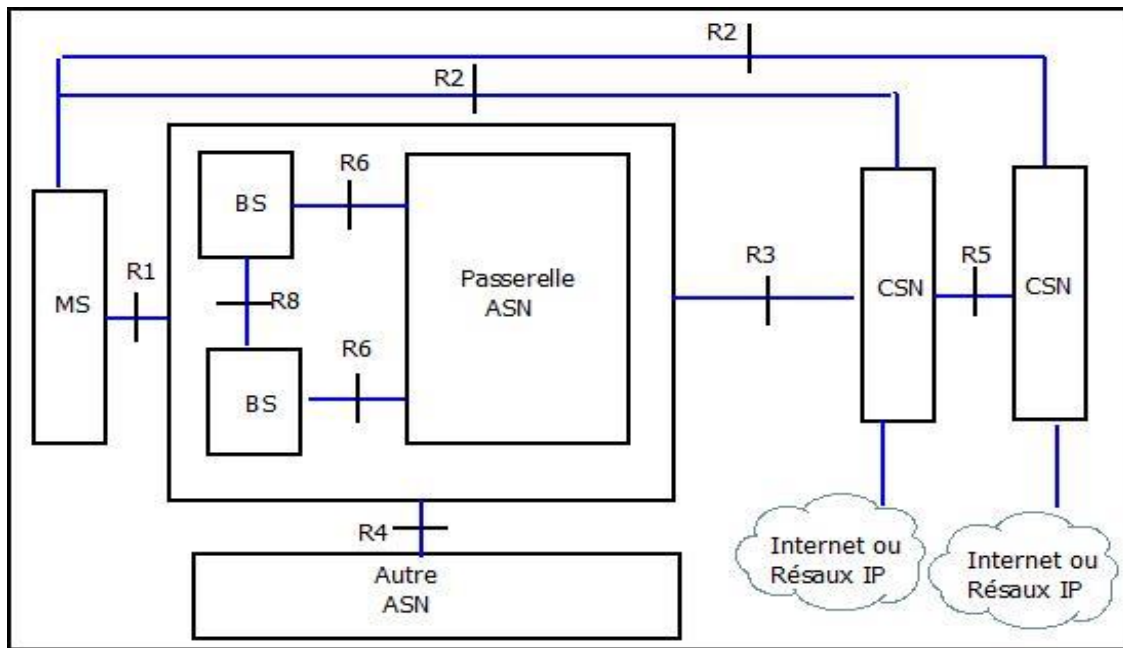 R2
R2
R6
BS
R1
MS
R8
Passerelle
ASN
R3
CSN
R5
CSN
R6
BS
R4
Autre
ASN
Internet ou
Résaux IP
Internet ou
Résaux IP